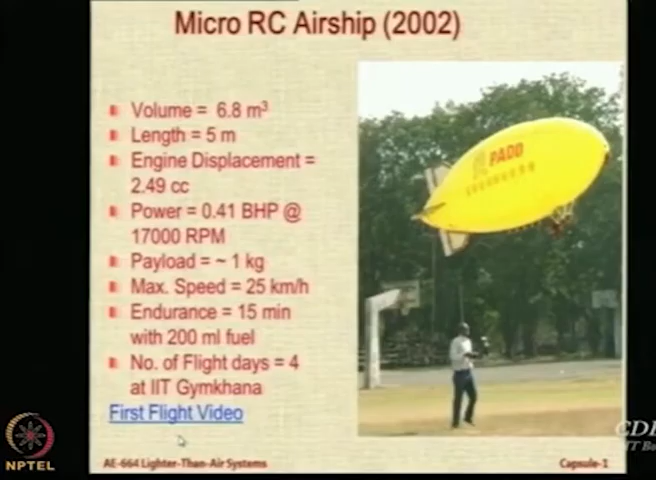 Micro RC Airship (2002)
Volume = 6.8 m³
Length = 5 m
Engine Displacement =
2.49 cc
Power = 0.41 BHP @
17000 RPM
Payload = ~ 1 kg
Max. Speed = 25 km/h
Endurance = 15 min
with 200 ml fuel
No. of Flight days = 4
at IIT Gymkhana
First Flight Video
PADD
NPTEL
AE-664 Lighter-Than-Air Systems
Capsule-1